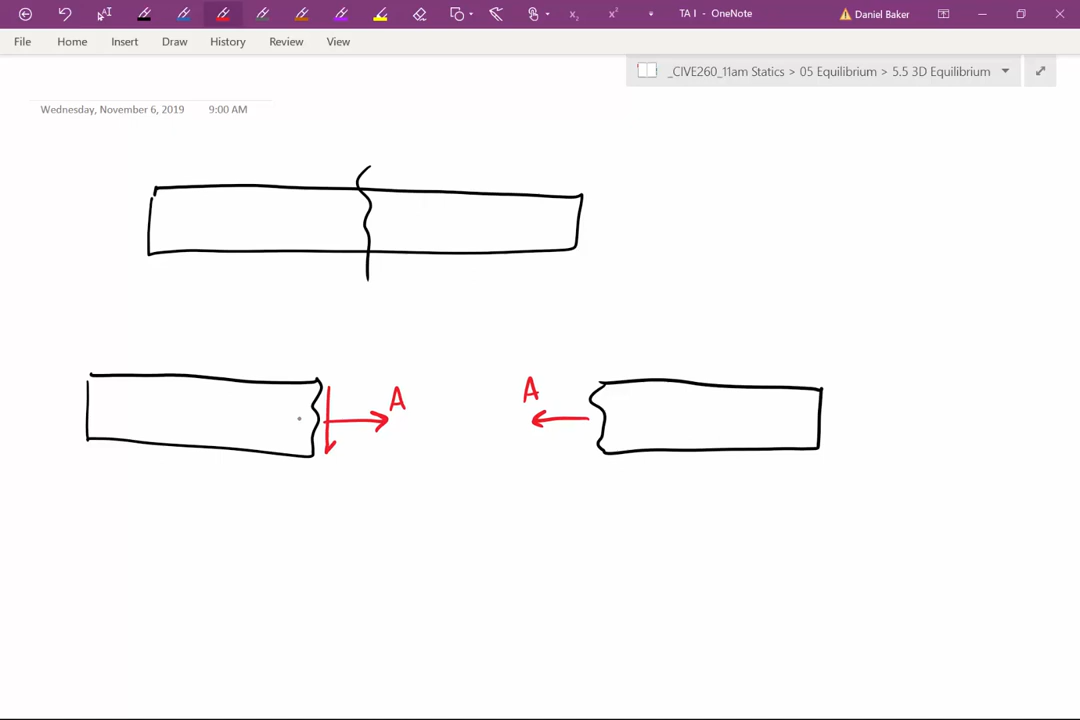 TA I - OneNote
Daniel Baker
File Home Insert Draw History Review View
_CIVE260_11am Statics > 05 Equilibrium > 5.5 3D Equilibrium
Wednesday, November 6, 2019 9:00 AM
A
A